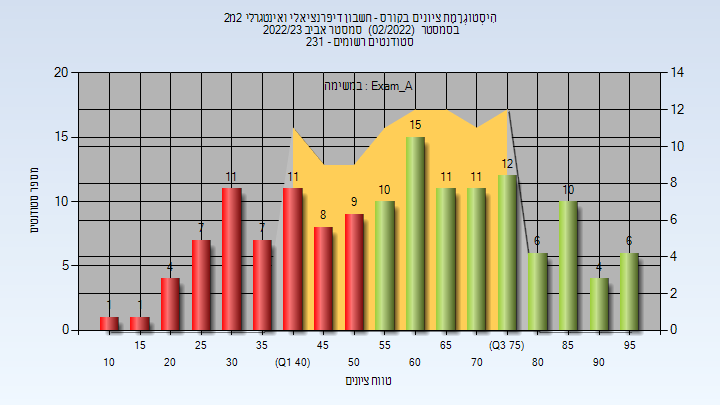 היסטוגרמת ציונים בקורס - חשבון דיפרנציאלי ואינטגרלי 2מ2
בסמסטר (02/2022) סמסטר אביב 2022/23
סטודנטים רשומים - 231
במשימה : Exam_A
20 14
12
15 15
10
12
11 11 11 11
10 10
10 8
9
8
7 7
6
6 6
5 4
4 4
2
1 1
0 0
15 25 35 45 55 65 (Q3 75) 85 95
10 20 30 (Q1 40) 50 60 70 80 90
טווח ציונים
מספר סטודנטים